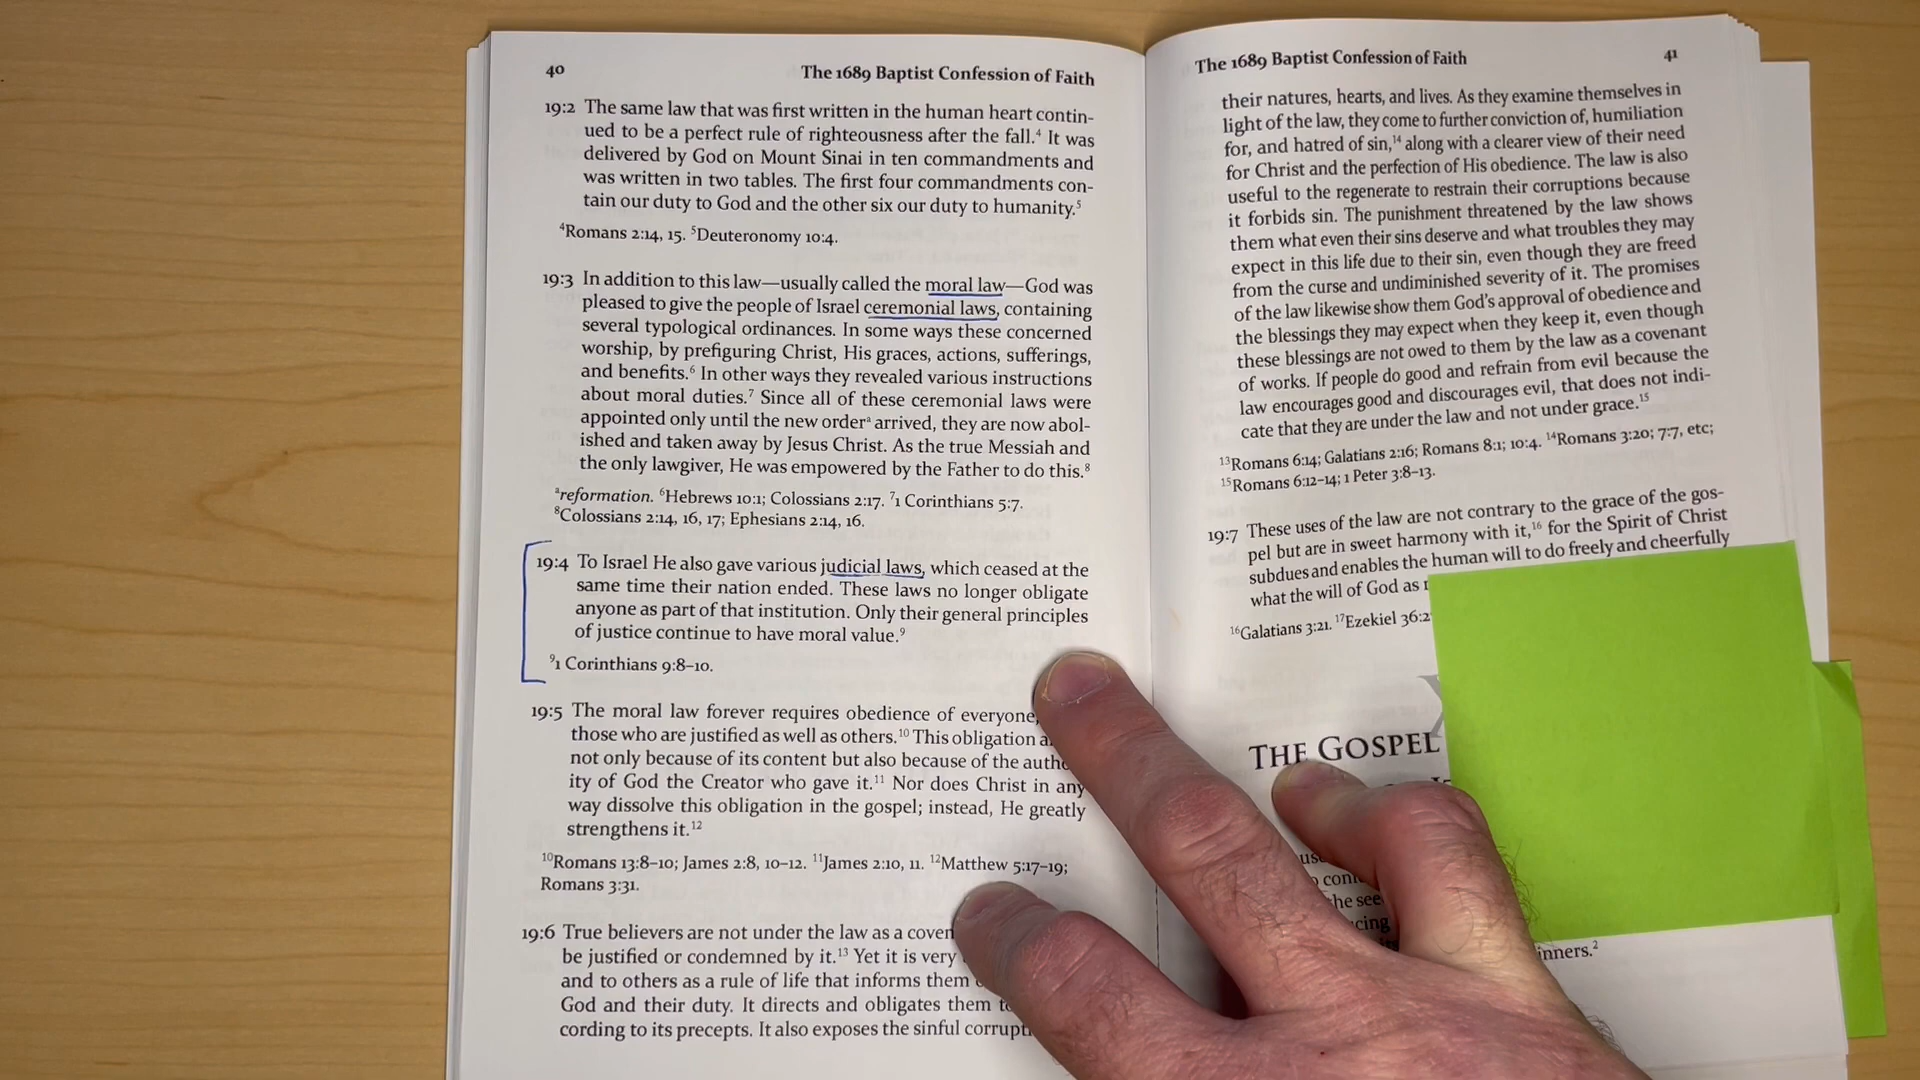 40 The 1689 Baptist Confession of Faith
19:2 The same law that was first written in the human heart contin-
ued to be a perfect rule of righteousness after the fall.⁴ It was
delivered by God on Mount Sinai in ten commandments and
was written in two tables. The first four commandments con-
tain our duty to God and the other six our duty to humanity.⁵
⁴Romans 2:14, 15. ⁵Deuteronomy 10:4.
19:3 In addition to this law—usually called the moral law—God was
pleased to give the people of Israel ceremonial laws, containing
several typological ordinances. In some ways these concerned
worship, by prefiguring Christ, His graces, actions, sufferings,
and benefits.⁶ In other ways they revealed various instructions
about moral duties.⁷ Since all of these ceremonial laws were
appointed only until the new orderᵃ arrived, they are now abol-
ished and taken away by Jesus Christ. As the true Messiah and
the only lawgiver, He was empowered by the Father to do this.⁸
ᵃreformation. ⁶Hebrews 10:1; Colossians 2:17. ⁷1 Corinthians 5:7.
⁸Colossians 2:14, 16, 17; Ephesians 2:14, 16.
19:4 To Israel He also gave various judicial laws, which ceased at the
same time their nation ended. These laws no longer obligate
anyone as part of that institution. Only their general principles
of justice continue to have moral value.⁹
⁹1 Corinthians 9:8–10.
19:5 The moral law forever requires obedience of everyone,
those who are justified as well as others.¹⁰ This obligation
not only because of its content but also because of the
ity of God the Creator who gave it.¹¹ Nor does Christ in any
way dissolve this obligation in the gospel; instead, He greatly
strengthens it.¹²
¹⁰Romans 13:8–10; James 2:8, 10–12. ¹¹James 2:10, 11. ¹²Matthew 5:17–19;
Romans 3:31.
19:6 True believers are not under the law as a
be justified or condemned by it.¹³ Yet it is very
and to others as a rule of life that informs them
God and their duty. It directs and obligates them
cording to its precepts. It also exposes the sinful
The 1689 Baptist Confession of Faith 41
their natures, hearts, and lives. As they examine themselves in
light of the law, they come to further conviction of, humiliation
for, and hatred of sin,¹⁴ along with a clearer view of their need
for Christ and the perfection of His obedience. The law is also
useful to the regenerate to restrain their corruptions because
it forbids sin. The punishment threatened by the law shows
them what even their sins deserve and what troubles they may
expect in this life due to their sin, even though they are freed
from the curse and undiminished severity of it. The promises
of the law likewise show them God's approval of obedience and
the blessings they may expect when they keep it, even though
these blessings are not owed to them by the law as a covenant
of works. If people do good and refrain from evil because the
law encourages good and discourages evil, that does not indi-
cate that they are under the law and not under grace.¹⁵
¹³Romans 6:14; Galatians 2:16; Romans 8:1; 10:4. ¹⁴Romans 3:20; 7:7, etc;
¹⁵Romans 6:12–14; 1 Peter 3:8–13.
19:7 These uses of the law are not contrary to the grace of the gos-
pel but are in sweet harmony with it,¹⁶ for the Spirit of Christ
subdues and enables the human will to do freely and cheerfully
what the will of God as
¹⁶Galatians 3:21. ¹⁷Ezekiel 36:2
THE GOSPEL